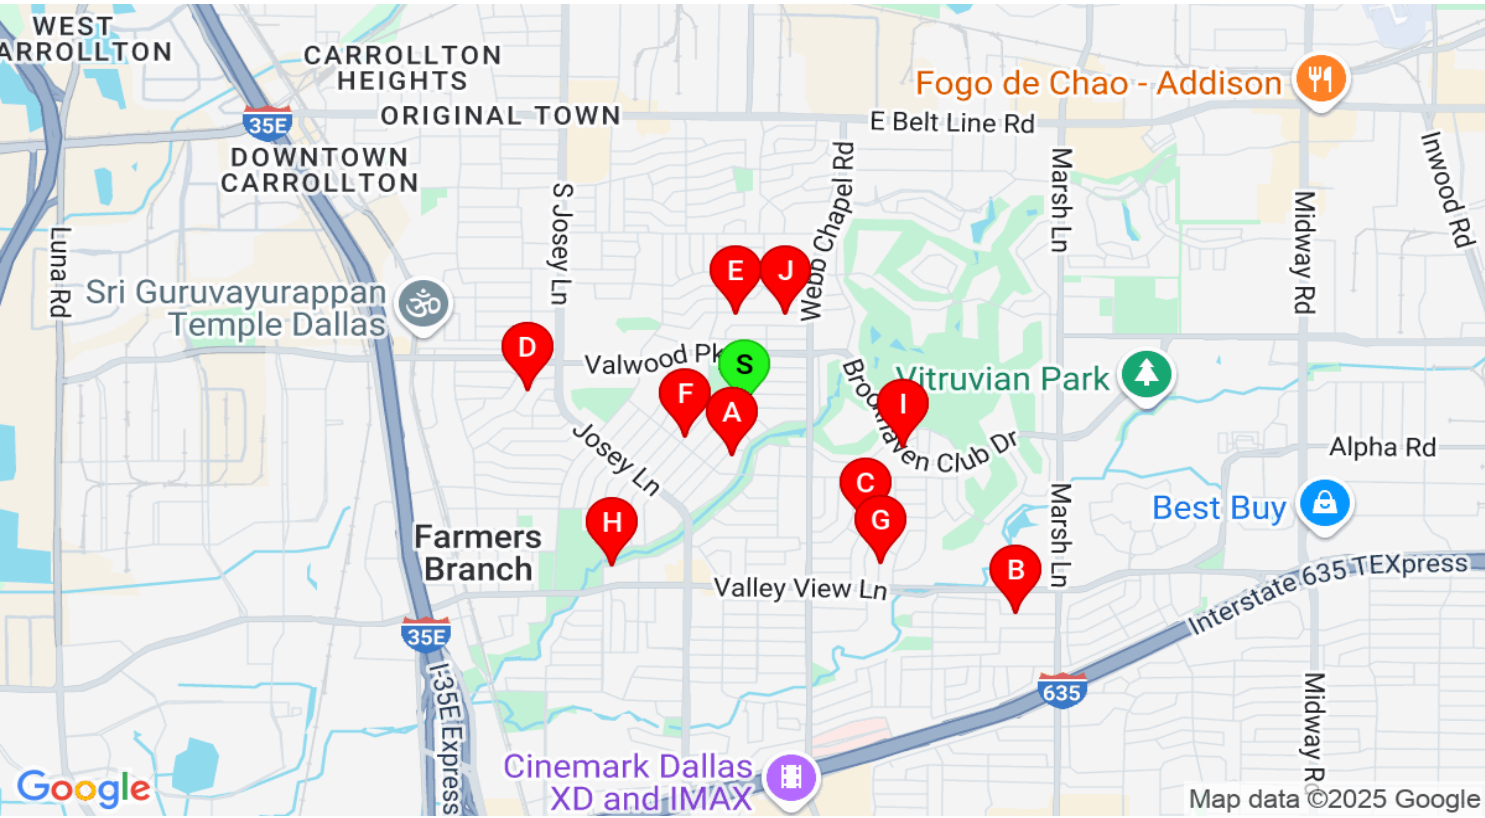 WEST
ARROLLTON
CARROLLTON
HEIGHTS
Fogo de Chao - Addison
ORIGINAL TOWN
E Belt Line Rd
35E
DOWNTOWN
CARROLLTON
Inwood Rd
Marsh Ln
Webb Chapel Rd
S Josey Ln
Midway Rd
Luna Rd
E
J
Sri Guruvayurappan
Temple Dallas
D
Valwood Pk
S
Vitruvian Park
F
A
I
Brookhaven Club Dr
Josey Ln
Alpha Rd
C
Marsh Ln
Best Buy
G
H
Farmers
Branch
B
Valley View Ln
Interstate 635 TEXpress
35E
I-35E Express
635
Midway Rd
Cinemark Dallas
XD and IMAX
Google
Map data ©2025 Google